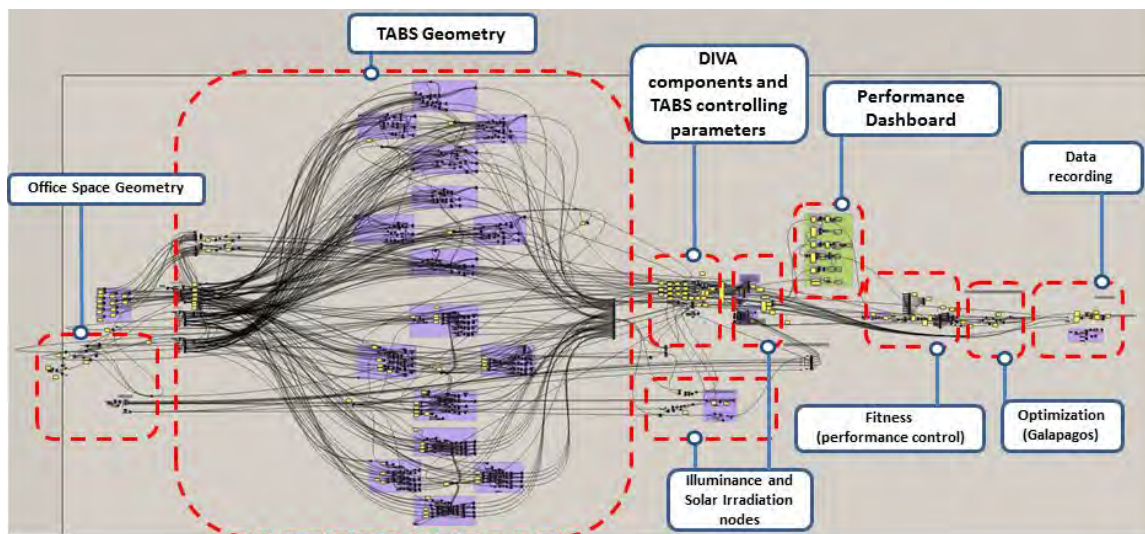 TABS Geometry
DIVA
components and
TABS controlling
parameters
Performance
Dashboard
Data
recording
Office Space Geometry
Fitness
(performance control)
Optimization
(Galapagos)
Illuminance and
Solar Irradiation
nodes